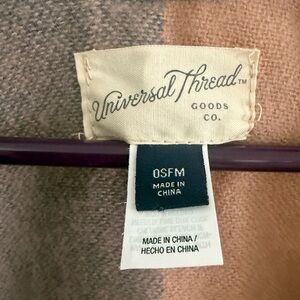 Universal Thread™
GOODS
CO.
OSFM
MADE IN
CHINA
MADE IN CHINA /
HECHO EN CHINA